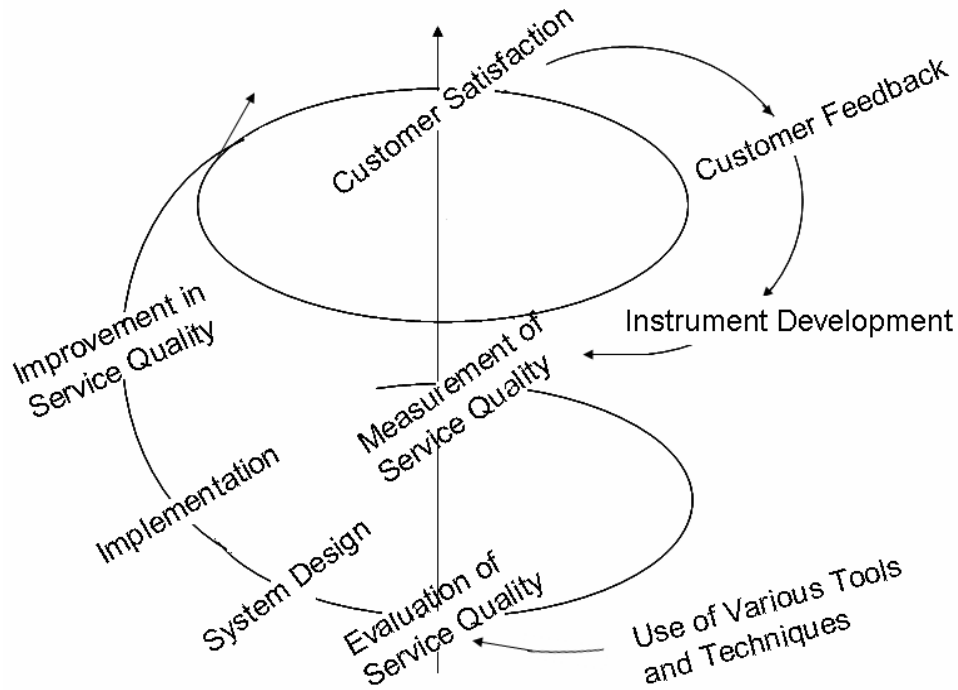 Customer Satisfaction
Customer Feedback
Instrument Development
Measurement of
Service Quality
Improvement in
Service Quality
Implementation
System Design
Evaluation of
Service Quality
Use of Various Tools
and Techniques